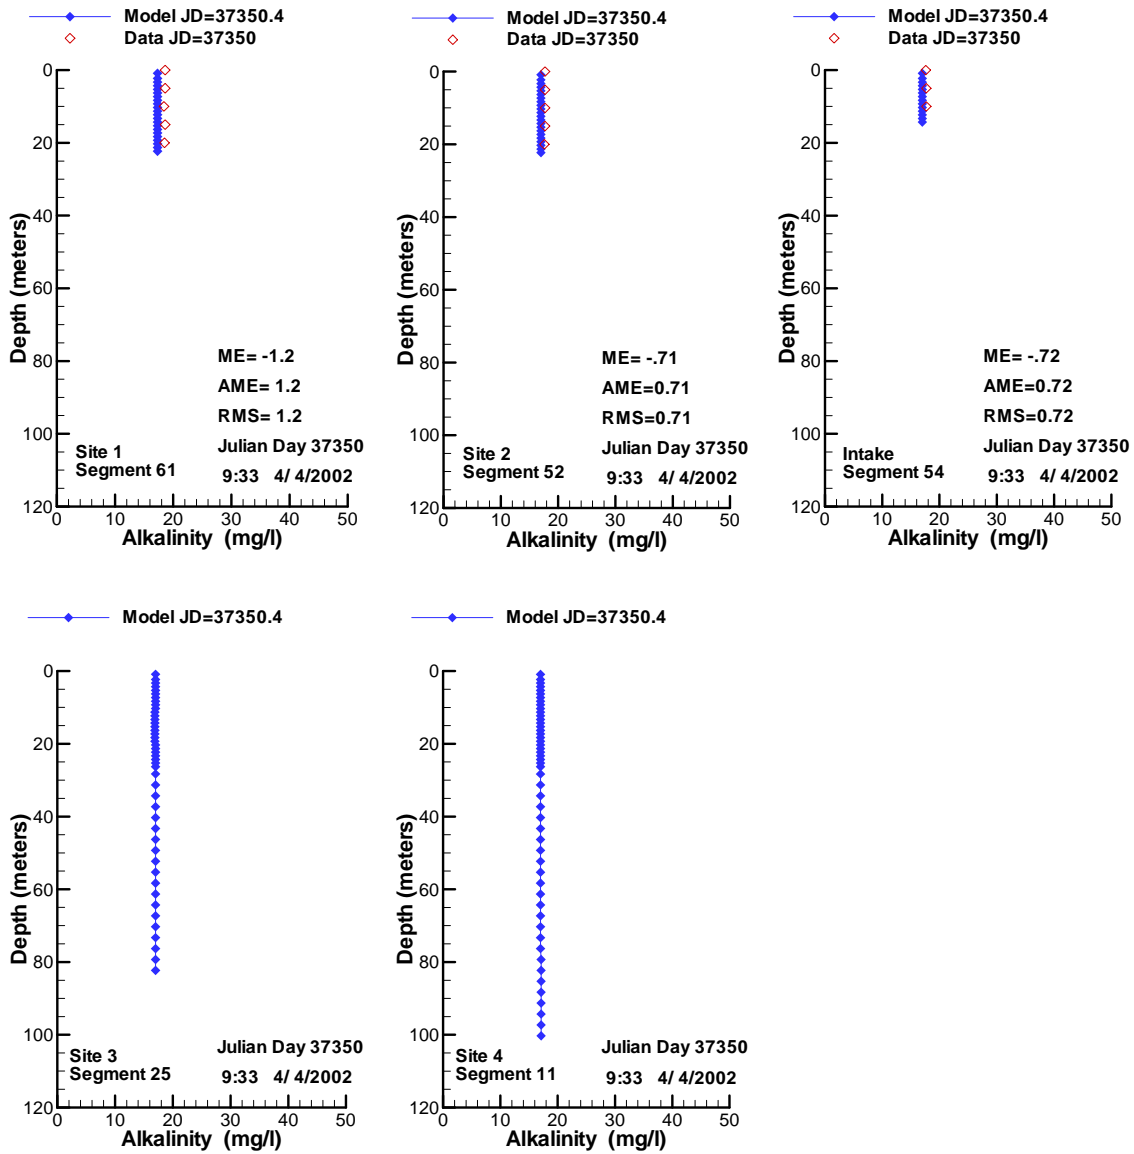 Model JD=37350.4
Data JD=37350
0
20
40
60
80
100
120
Depth (meters)
ME= -1.2
AME= 1.2
RMS= 1.2
Site 1
Segment 61
Julian Day 37350
9:33 4/ 4/2002
0 10 20 30 40 50
Alkalinity (mg/l)
Model JD=37350.4
Data JD=37350
0
20
40
60
80
100
120
Depth (meters)
ME= -.71
AME=0.71
RMS=0.71
Site 2
Segment 52
Julian Day 37350
9:33 4/ 4/2002
0 10 20 30 40 50
Alkalinity (mg/l)
Model JD=37350.4
Data JD=37350
0
20
40
60
80
100
120
Depth (meters)
ME= -.72
AME=0.72
RMS=0.72
Intake
Segment 54
Julian Day 37350
9:33 4/ 4/2002
0 10 20 30 40 50
Alkalinity (mg/l)
Model JD=37350.4
0
20
40
60
80
100
120
Depth (meters)
Site 3
Segment 25
Julian Day 37350
9:33 4/ 4/2002
0 10 20 30 40 50
Alkalinity (mg/l)
Model JD=37350.4
0
20
40
60
80
100
120
Depth (meters)
Site 4
Segment 11
Julian Day 37350
9:33 4/ 4/2002
0 10 20 30 40 50
Alkalinity (mg/l)